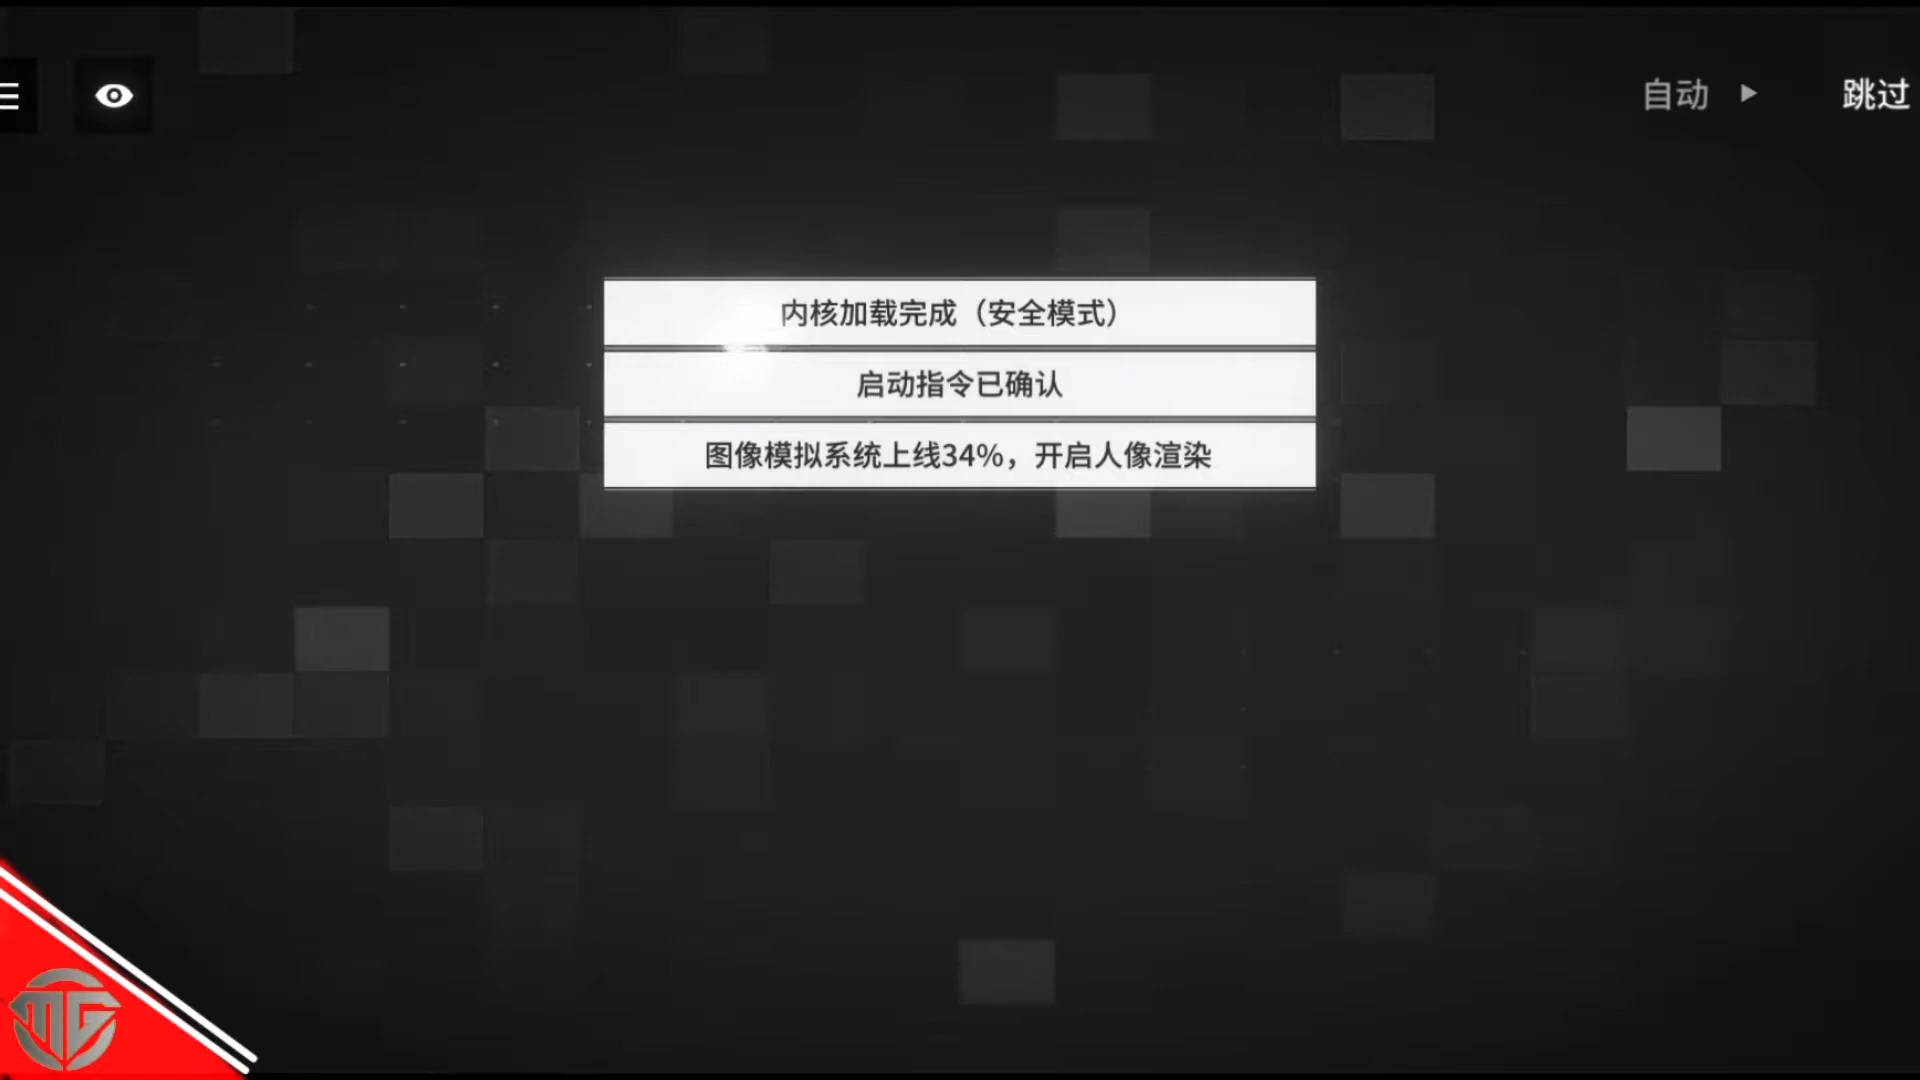 自动
跳过
内核加载完成（安全模式）
启动指令已确认
图像模拟系统上线34%，开启人像渲染
MG